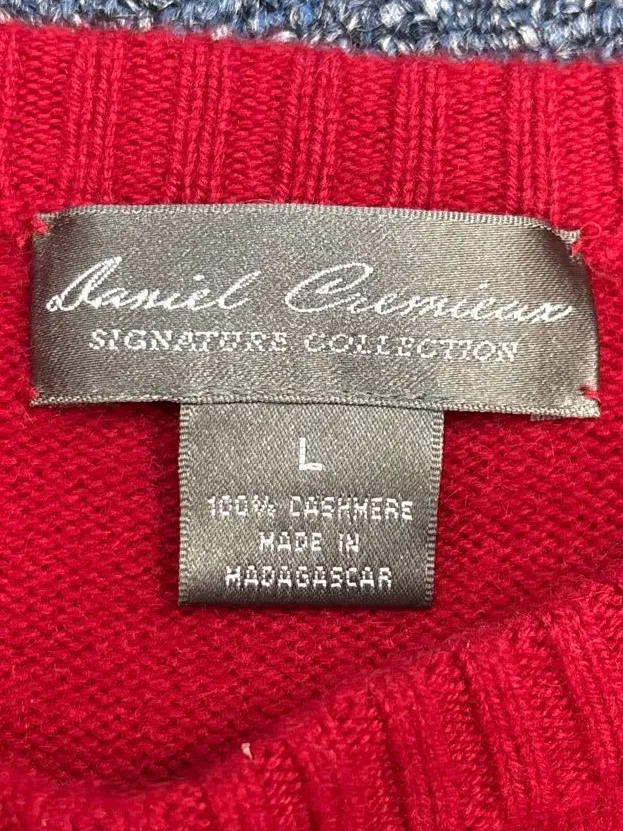 Daniel Cremieux
SIGNATURE COLLECTION
L
100% CASHMERE
MADE IN
MADAGASCAR